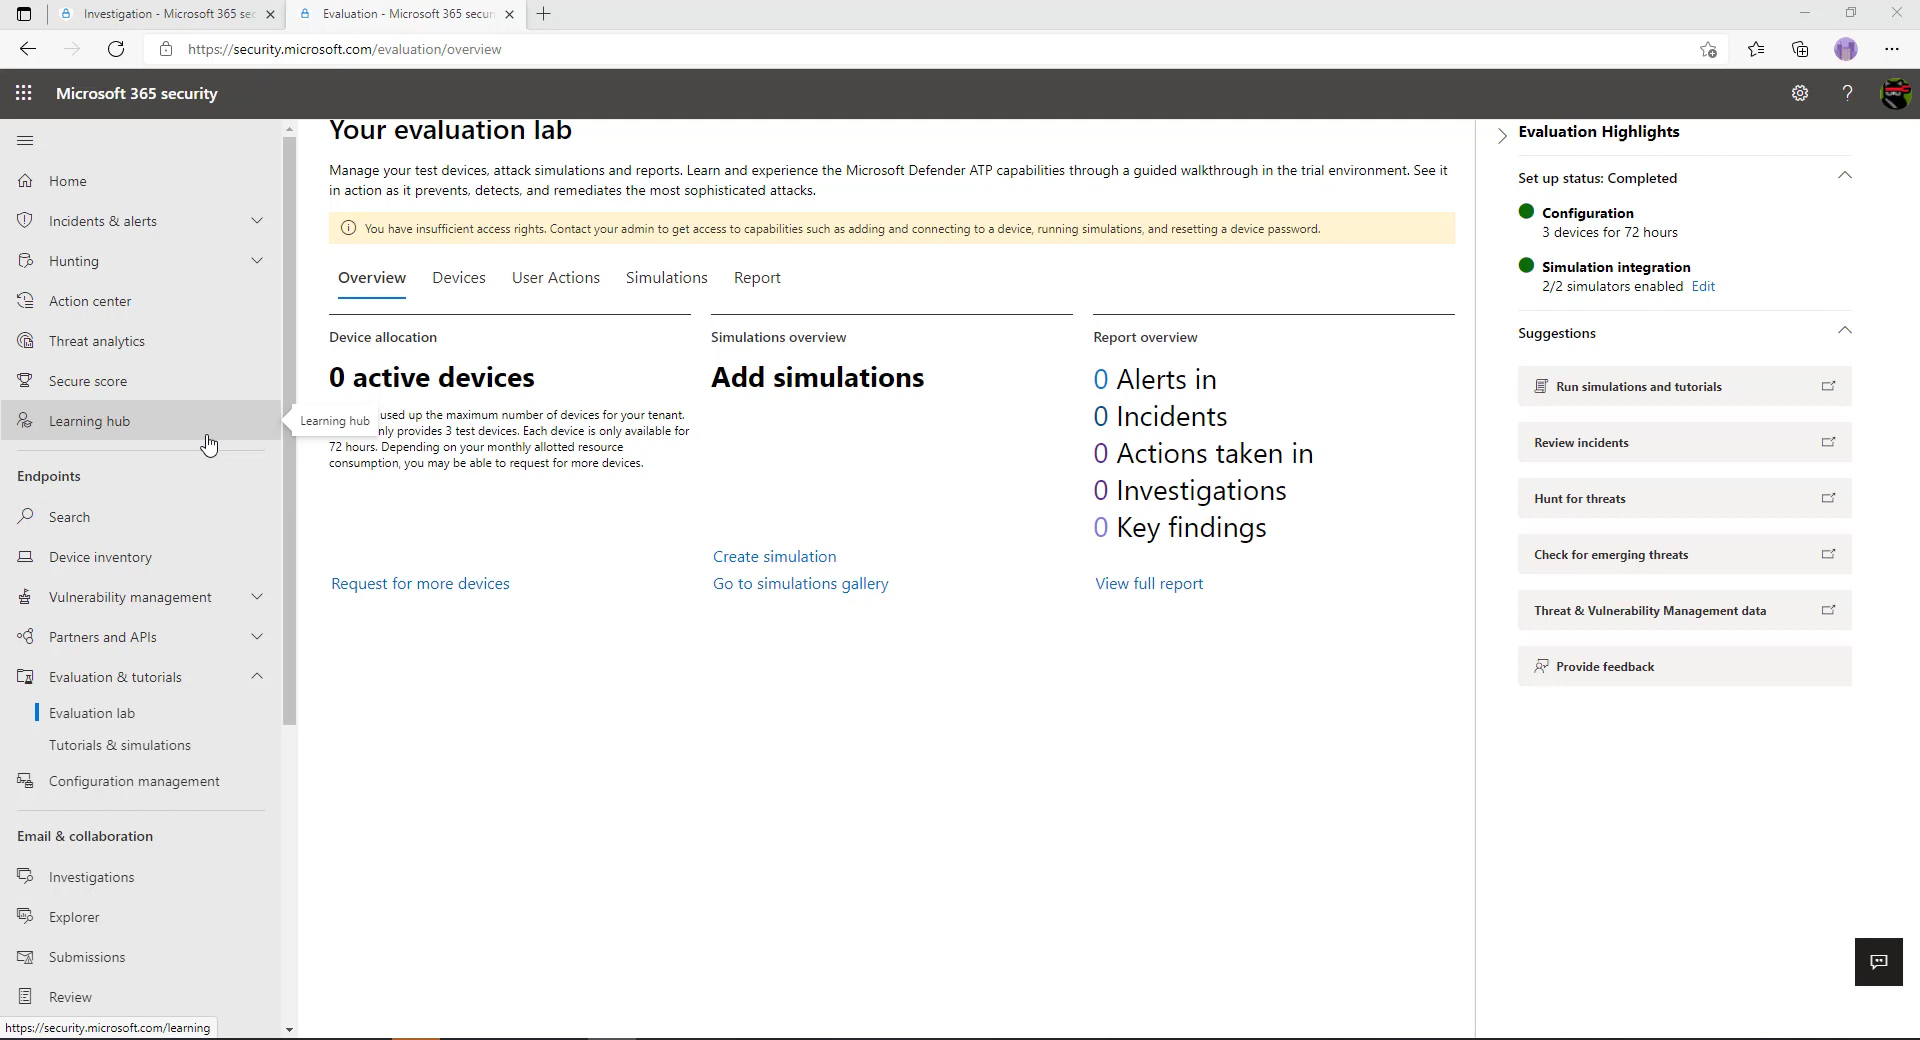 Investigation - Microsoft 365 sec
Evaluation - Microsoft 365 secur
https://security.microsoft.com/evaluation/overview
Microsoft 365 security
Home
Incidents & alerts
Hunting
Action center
Threat analytics
Secure score
Learning hub
Endpoints
Search
Device inventory
Vulnerability management
Partners and APIs
Evaluation & tutorials
Evaluation lab
Tutorials & simulations
Configuration management
Email & collaboration
Investigations
Explorer
Submissions
Review
https://security.microsoft.com/learning
Learning hub
Your evaluation lab
Manage your test devices, attack simulations and reports. Learn and experience the Microsoft Defender ATP capabilities through a guided walkthrough in the trial environment. See it
in action as it prevents, detects, and remediates the most sophisticated attacks.
You have insufficient access rights. Contact your admin to get access to capabilities such as adding and connecting to a device, running simulations, and resetting a device password.
Overview
Devices
User Actions
Simulations
Report
Device allocation
0 active devices
used up the maximum number of devices for your tenant.
nly provides 3 test devices. Each device is only available for
72 hours. Depending on your monthly allotted resource
consumption, you may be able to request for more devices.
Request for more devices
Simulations overview
Add simulations
Create simulation
Go to simulations gallery
Report overview
0 Alerts in
0 Incidents
0 Actions taken in
0 Investigations
0 Key findings
View full report
Evaluation Highlights
Set up status: Completed
Configuration
3 devices for 72 hours
Simulation integration
2/2 simulators enabled Edit
Suggestions
Run simulations and tutorials
Review incidents
Hunt for threats
Check for emerging threats
Threat & Vulnerability Management data
Provide feedback